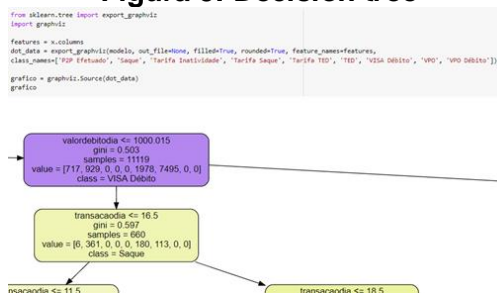 Figura 3. Decision tree
from sklearn.tree import export_graphviz
import graphviz
features = x.columns
dot_data = export_graphviz(modelo, out_file=None, filled=True, rounded=True, feature_names=features,
class_names=['P2P Efetuado', 'Saque', 'Tarifa Inatividade', 'Tarifa Saque', 'Tarifa TED', 'TED', 'VISA Débito', 'VPO', 'VPO Débito'])
grafico = graphviz.Source(dot_data)
grafico
valordebitodia <= 1000.015
gini = 0.503
samples = 11119
value = [717, 929, 0, 0, 0, 1978, 7495, 0, 0]
class = VISA Débito
transacaodia <= 16.5
gini = 0.597
samples = 660
value = [6, 361, 0, 0, 0, 180, 113, 0, 0]
class = Saque
nsacaodia <= 11.5
transacaodia <= 18.5